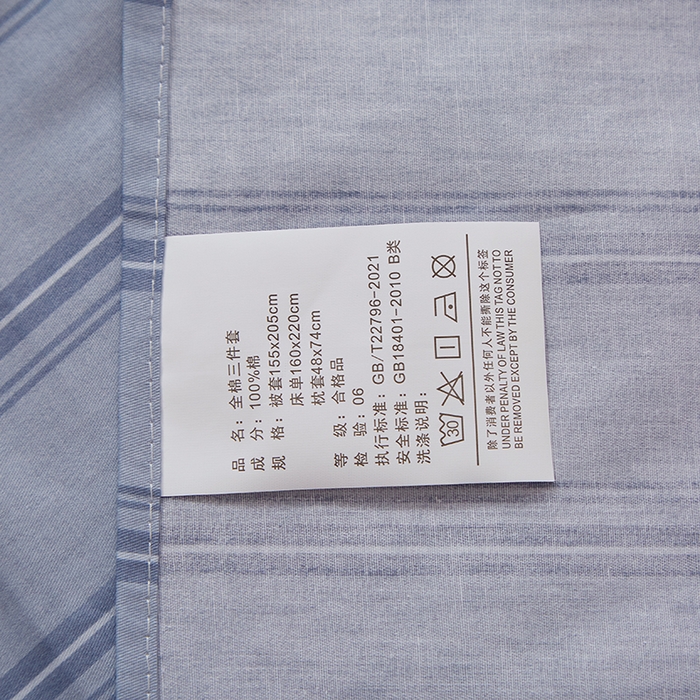 品 名：全棉三件套
成 分：100%棉
规 格：被套155x205cm
床单160x220cm
枕套48x74cm
等 级：合格品
检 验：06
执行标准：GB/T22796-2021
安全标准：GB18401-2010 B类
洗涤说明：
30
除了消费者以外任何人不能撕除这个标签
UNDER PENALTY OF LAW THIS TAG NOT TO
BE REMOVED EXCEPT BY THE CONSUMER